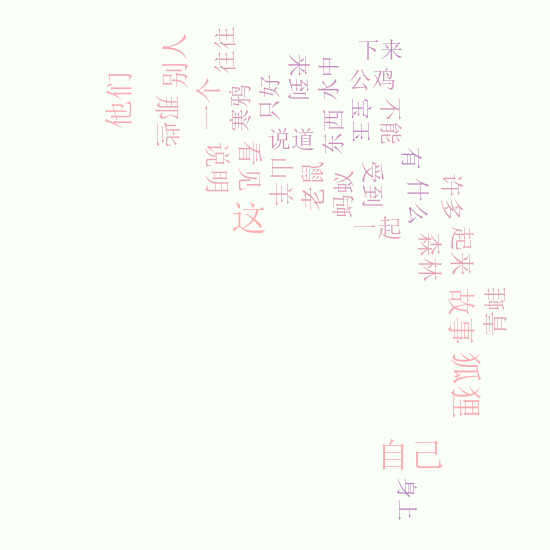 他们
别人
那些
往往
一个
寒鸦
只好
回来
水中
下来
公鸡
宝玉
不能
东西
说道
说明
看见
山羊
老鼠
蚂蚁
受到
有
什么
这
一起
许多
起来
森林
故事
青蛙
狐狸
自己
身上